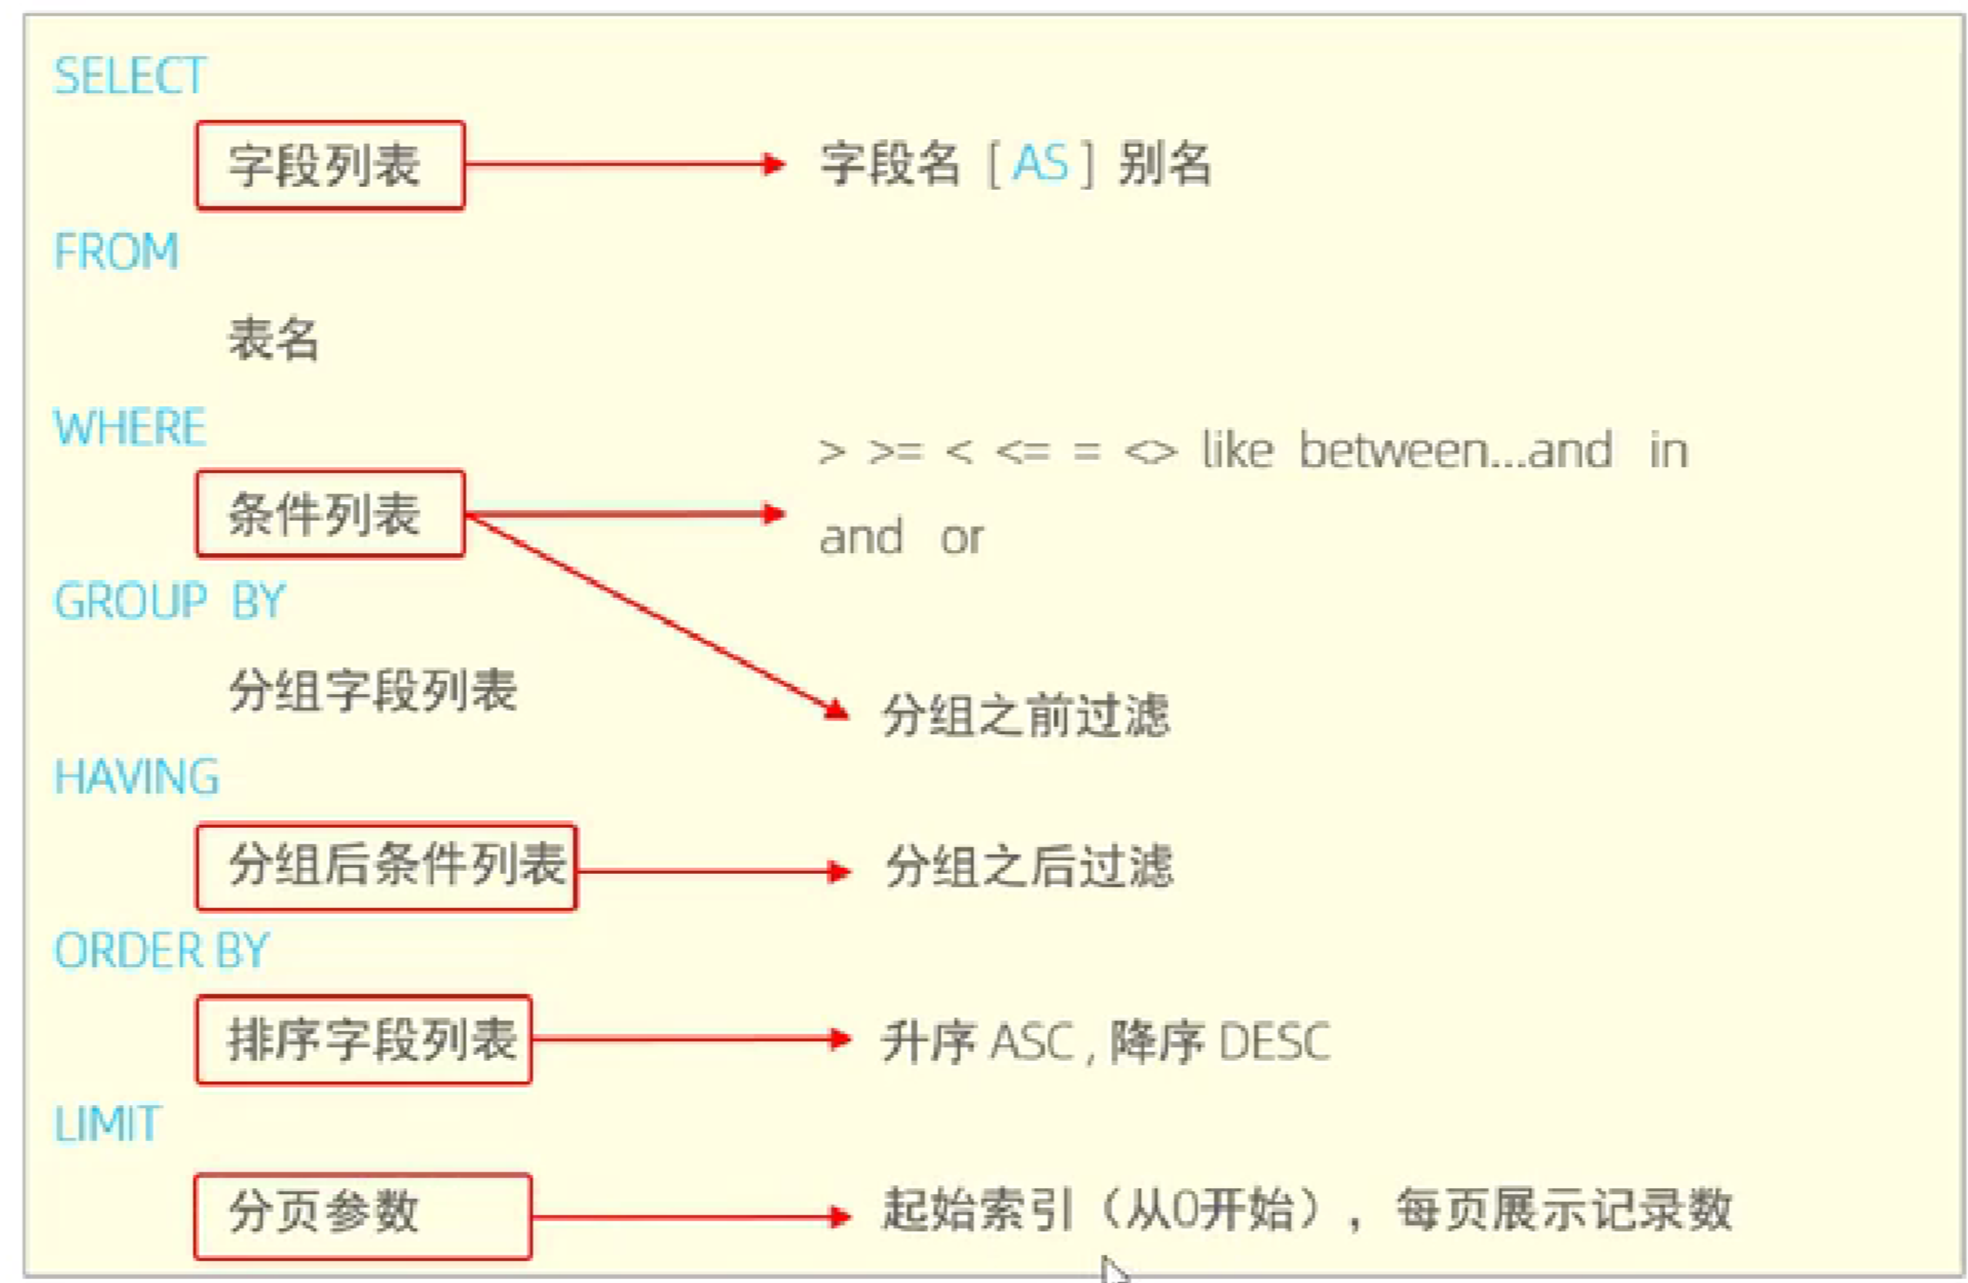 SELECT
字段列表 字段名 [ AS ] 别名
FROM
表名
WHERE
> >= < <= = <> like between...and in
条件列表
and or
GROUP BY
分组字段列表
分组之前过滤
HAVING
分组后条件列表 分组之后过滤
ORDER BY
排序字段列表 升序 ASC , 降序 DESC
LIMIT
分页参数 起始索引（从0开始），每页展示记录数